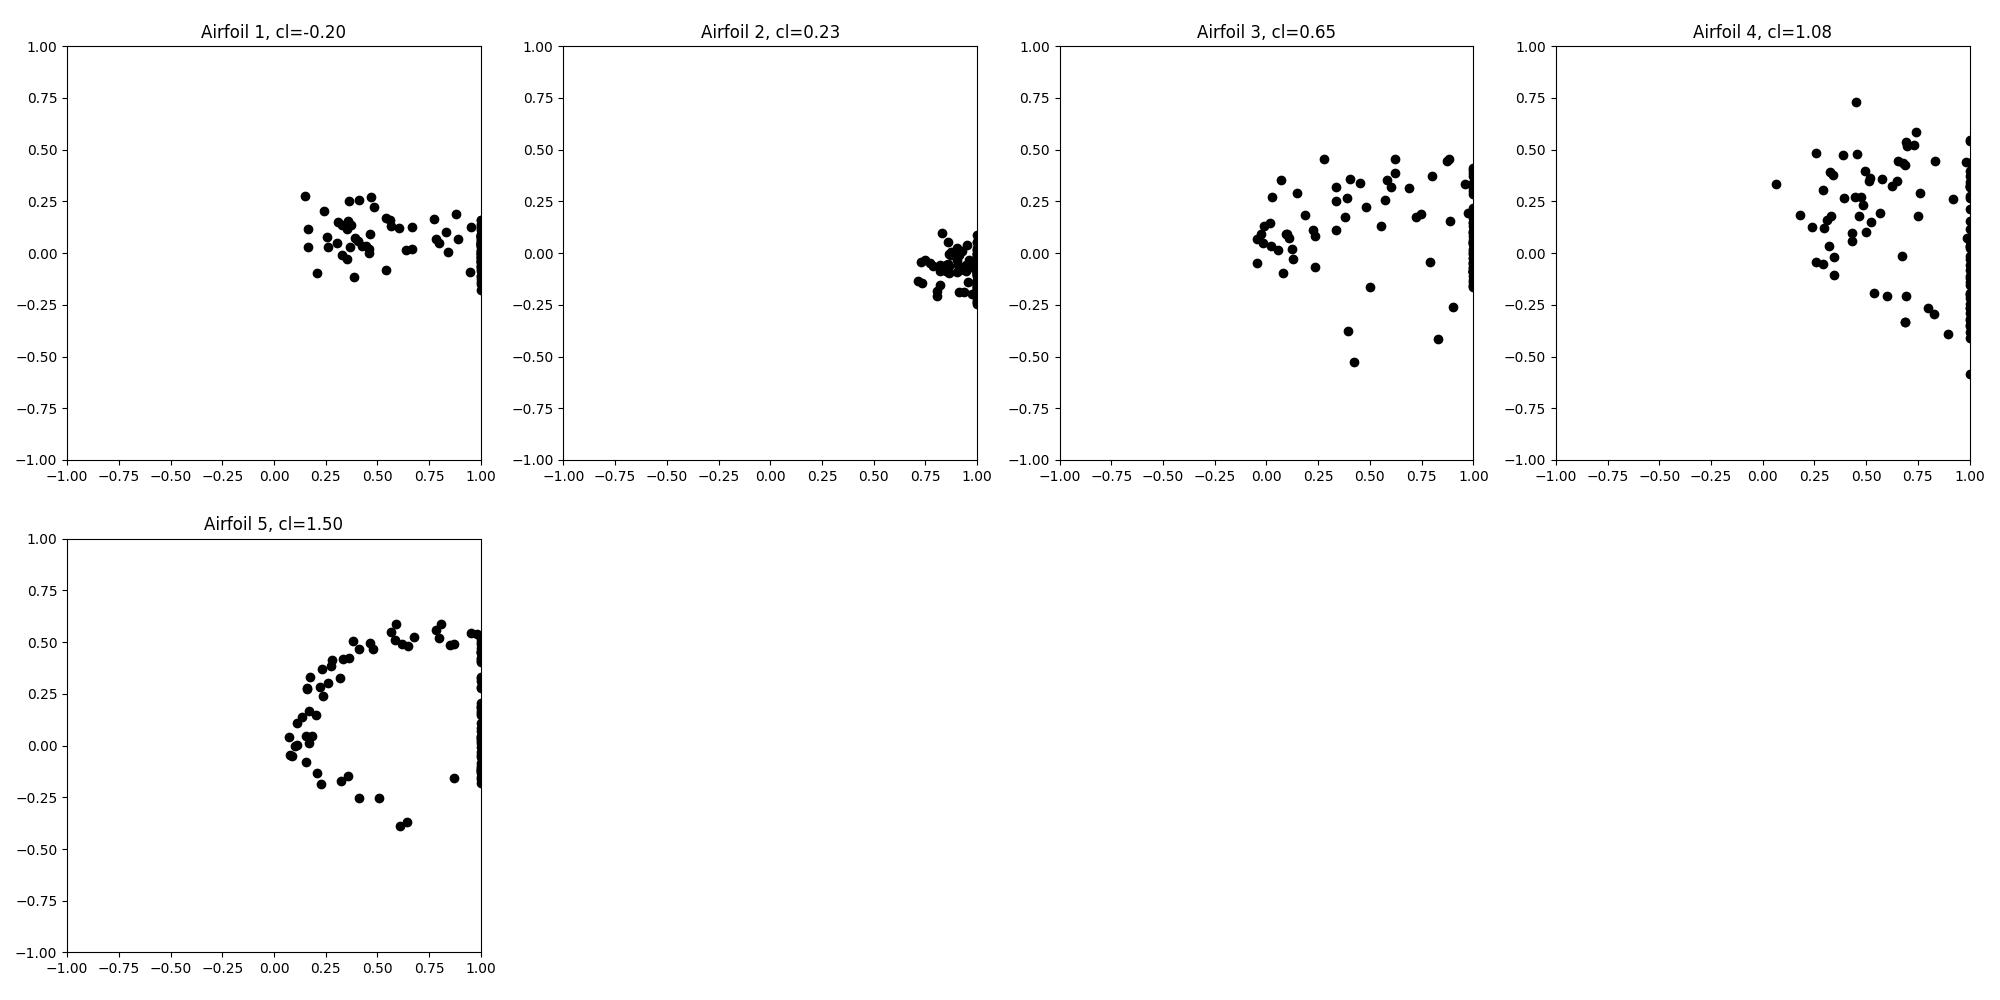 Airfoil 1, cl=-0.20
Airfoil 2, cl=0.23
Airfoil 3, cl=0.65
Airfoil 4, cl=1.08
1.00 1.00 1.00 1.00
0.75 0.75 0.75 0.75
0.50 0.50 0.50 0.50
0.25 0.25 0.25 0.25
0.00 0.00 0.00 0.00
−0.25 −0.25 −0.25 −0.25
−0.50 −0.50 −0.50 −0.50
−0.75 −0.75 −0.75 −0.75
−1.00 −1.00 −1.00 −1.00
−1.00 −0.75 −0.50 −0.25 0.00 0.25 0.50 0.75 1.00
−1.00 −0.75 −0.50 −0.25 0.00 0.25 0.50 0.75 1.00
−1.00 −0.75 −0.50 −0.25 0.00 0.25 0.50 0.75 1.00
−1.00 −0.75 −0.50 −0.25 0.00 0.25 0.50 0.75 1.00
Airfoil 5, cl=1.50
1.00
0.75
0.50
0.25
0.00
−0.25
−0.50
−0.75
−1.00
−1.00 −0.75 −0.50 −0.25 0.00 0.25 0.50 0.75 1.00